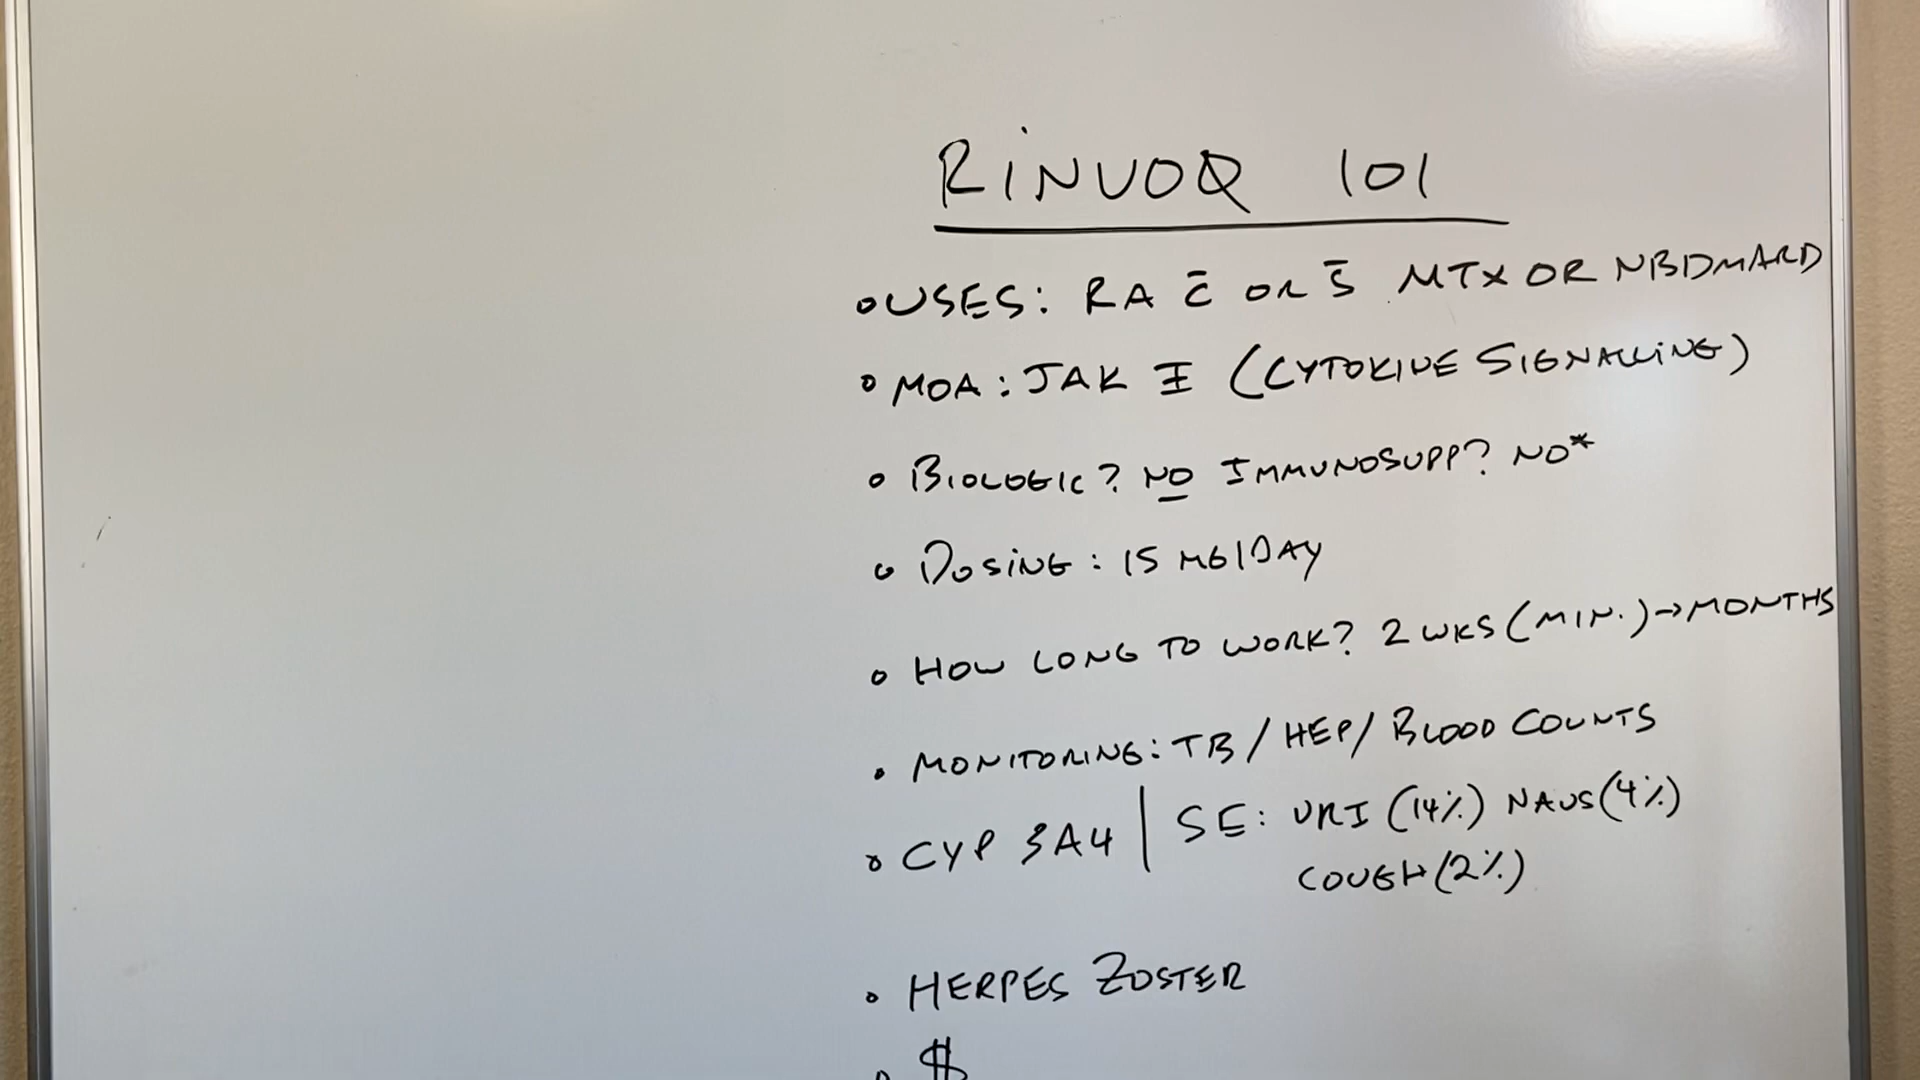 RINVOQ 101
• USES: RA c̄ OR s̄ MTX OR NBDMARD
• MOA: JAK I (CYTOKINE SIGNALLING)
• BIOLOGIC? NO IMMUNOSUPP? NO*
• DOSING: 15 MG/DAY
• HOW LONG TO WORK? 2 WKS (MIN.) → MONTHS
• MONITORING: TB / HEP / BLOOD COUNTS
• CYP 3A4 | SE: URI (14%) NAUS (4%)
COUGH (2%)
• HERPES ZOSTER
• $